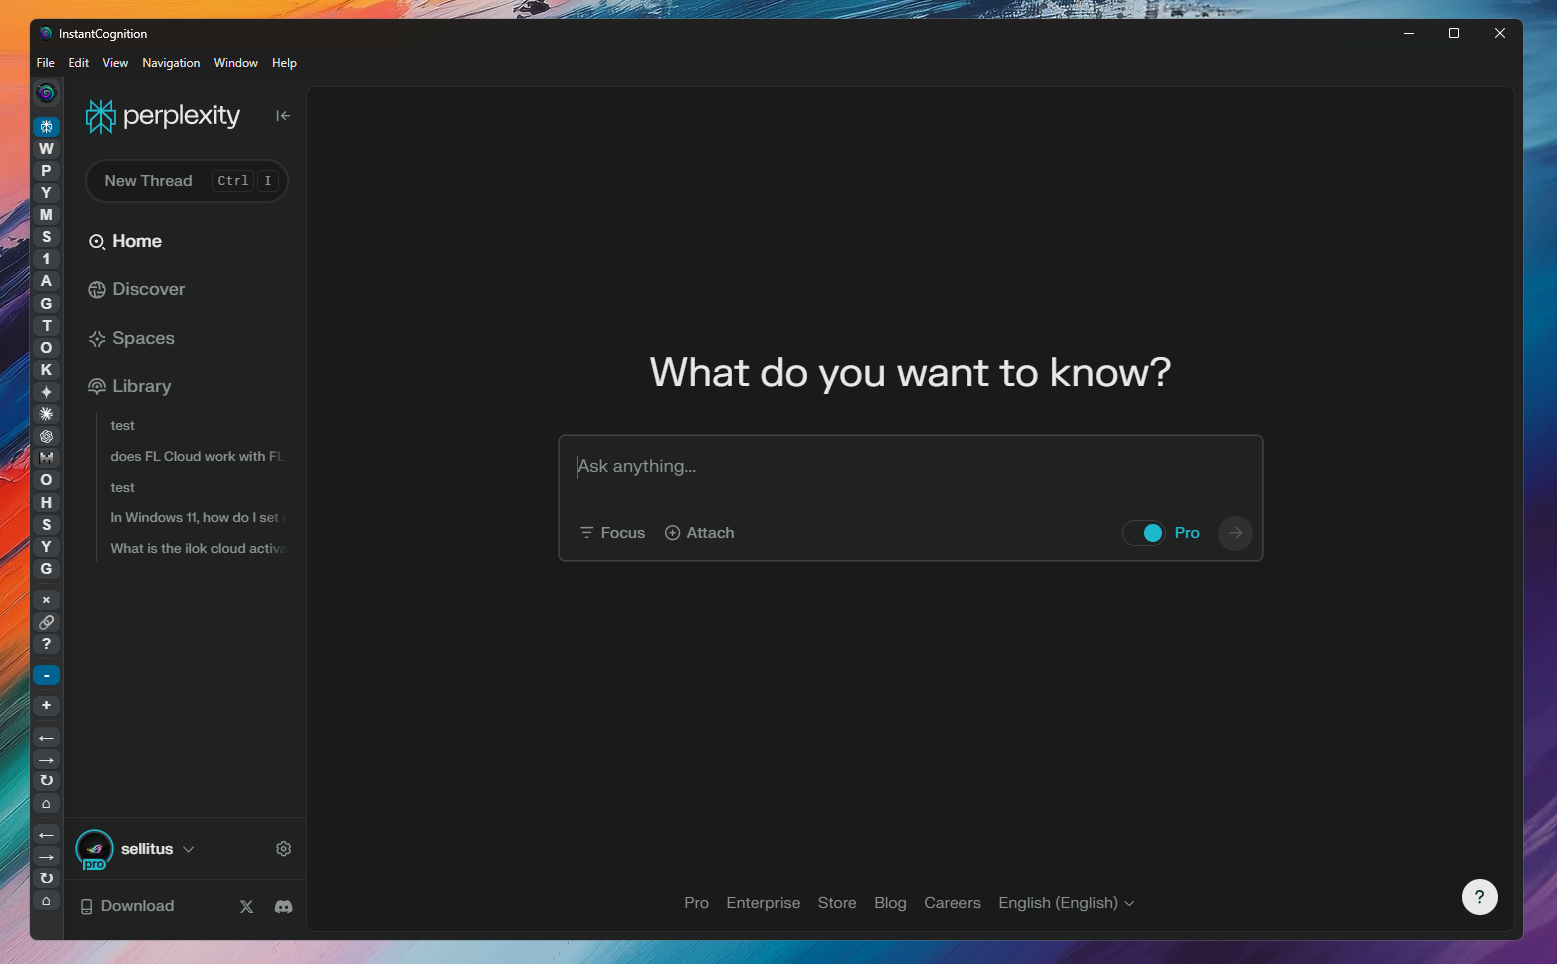 InstantCognition
File Edit View Navigation Window Help
W
P
Y
M
S
1
A
G
T
O
K
O
H
S
Y
G
×
?
-
+
←
→
↻
⌂
←
→
↻
⌂
perplexity
New Thread Ctrl I
Home
Discover
Spaces
Library
test
does FL Cloud work with FL
test
In Windows 11, how do I set
What is the ilok cloud activa
pro
sellitus
Download
What do you want to know?
Ask anything...
Focus Attach Pro
Pro Enterprise Store Blog Careers English (English)
?